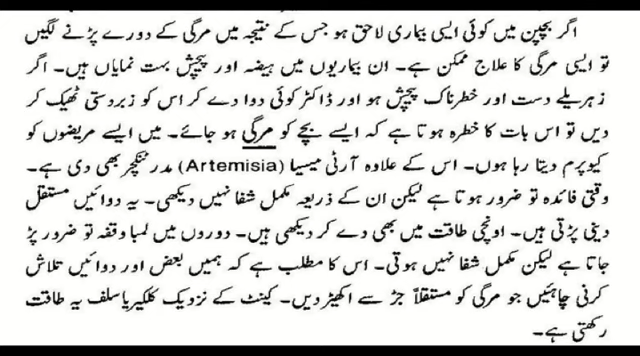 اگر بچپن میں کوئی ایسی بیماری لاحق ہو جس کے نتیجہ میں مرگی کے دورے پڑنے لگیں
تو ایسی مرگی کا علاج ممکن ہے۔ ان بیماریوں میں ہیضہ اور پیچش بہت نمایاں ہیں۔ اگر
زہریلے دست اور خطرناک پیچش ہو اور ڈاکٹر کوئی دوا دے کر اس کو زبردستی ٹھیک کر
دیں تو اس بات کا خطرہ ہوتا ہے کہ ایسے بچے کو مرگی ہو جائے۔ میں ایسے مریضوں کو
کیوپرم دیتا رہا ہوں۔ اس کے علاوہ آرٹی میسیا (Artemisia) مدر ٹنکچر بھی دی ہے۔
وقتی فائدہ تو ضرور ہوتا ہے لیکن ان کے ذریعہ مکمل شفا نہیں دیکھی۔ یہ دوائیں مستقل
دینی پڑتی ہیں۔ اونچی طاقت میں بھی دے کر دیکھی ہیں۔ دوروں میں لمبا وقفہ تو ضرور پڑ
جاتا ہے لیکن مکمل شفا نہیں ہوتی۔ اس کا مطلب ہے کہ ہمیں بعض اور دوائیں تلاش
کرنی چاہئیں جو مرگی کو مستقلاً جڑ سے اکھیڑ دیں۔ کینٹ کے نزدیک کلکیریا سلف یہ طاقت
رکھتی ہے۔